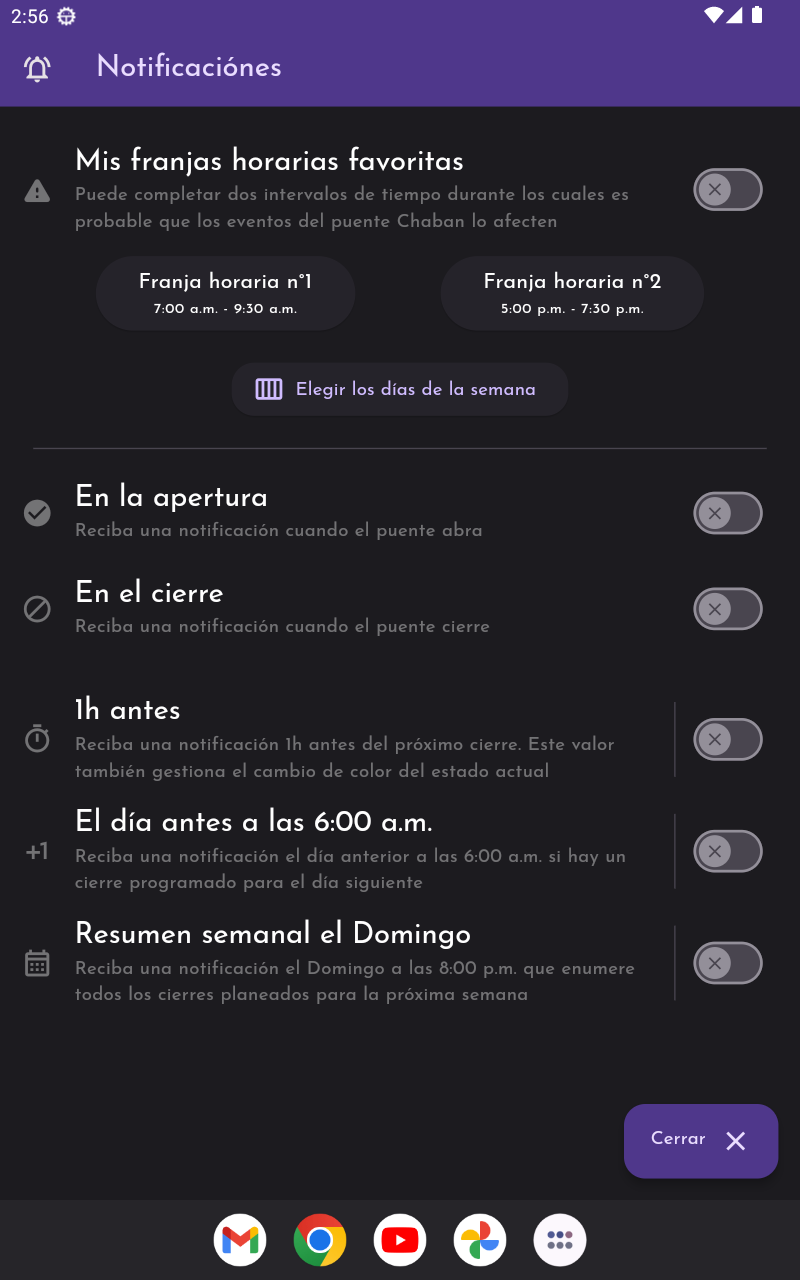 2:56
Notificaciónes
Mis franjas horarias favoritas
Puede completar dos intervalos de tiempo durante los cuales es
probable que los eventos del puente Chaban lo afecten
Franja horaria n°1
7:00 a.m. - 9:30 a.m.
Franja horaria n°2
5:00 p.m. - 7:30 p.m.
Elegir los días de la semana
En la apertura
Reciba una notificación cuando el puente abra
En el cierre
Reciba una notificación cuando el puente cierre
1h antes
Reciba una notificación 1h antes del próximo cierre. Este valor
también gestiona el cambio de color del estado actual
+1
El día antes a las 6:00 a.m.
Reciba una notificación el día anterior a las 6:00 a.m. si hay un
cierre programado para el día siguiente
Resumen semanal el Domingo
Reciba una notificación el Domingo a las 8:00 p.m. que enumere
todos los cierres planeados para la próxima semana
Cerrar